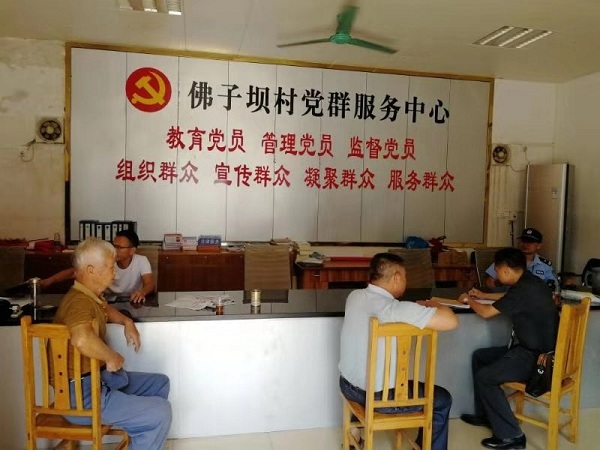 佛子坝村党群服务中心
教育党员 管理党员 监督党员
组织群众 宣传群众 凝聚群众 服务群众